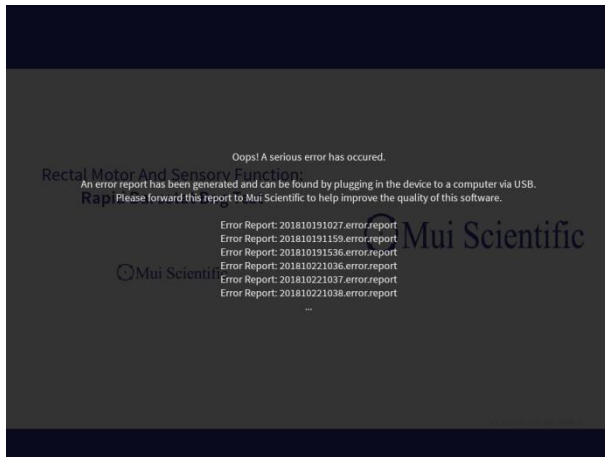 Oops! A serious error has occured.
Rectal Motor And Sensory Function:
An error report has been generated and can be found by plugging in the device to a computer via USB.
Rapid Barostat Bag Test
Please forward this report to Mui Scientific to help improve the quality of this software.
Error Report: 201810191027.error.report
Mui Scientific
Error Report: 201810191159.error.report
Error Report: 201810191536.error.report
Error Report: 201810221036.error.report
Mui Scientific
Error Report: 201810221037.error.report
Error Report: 201810221038.error.report
...